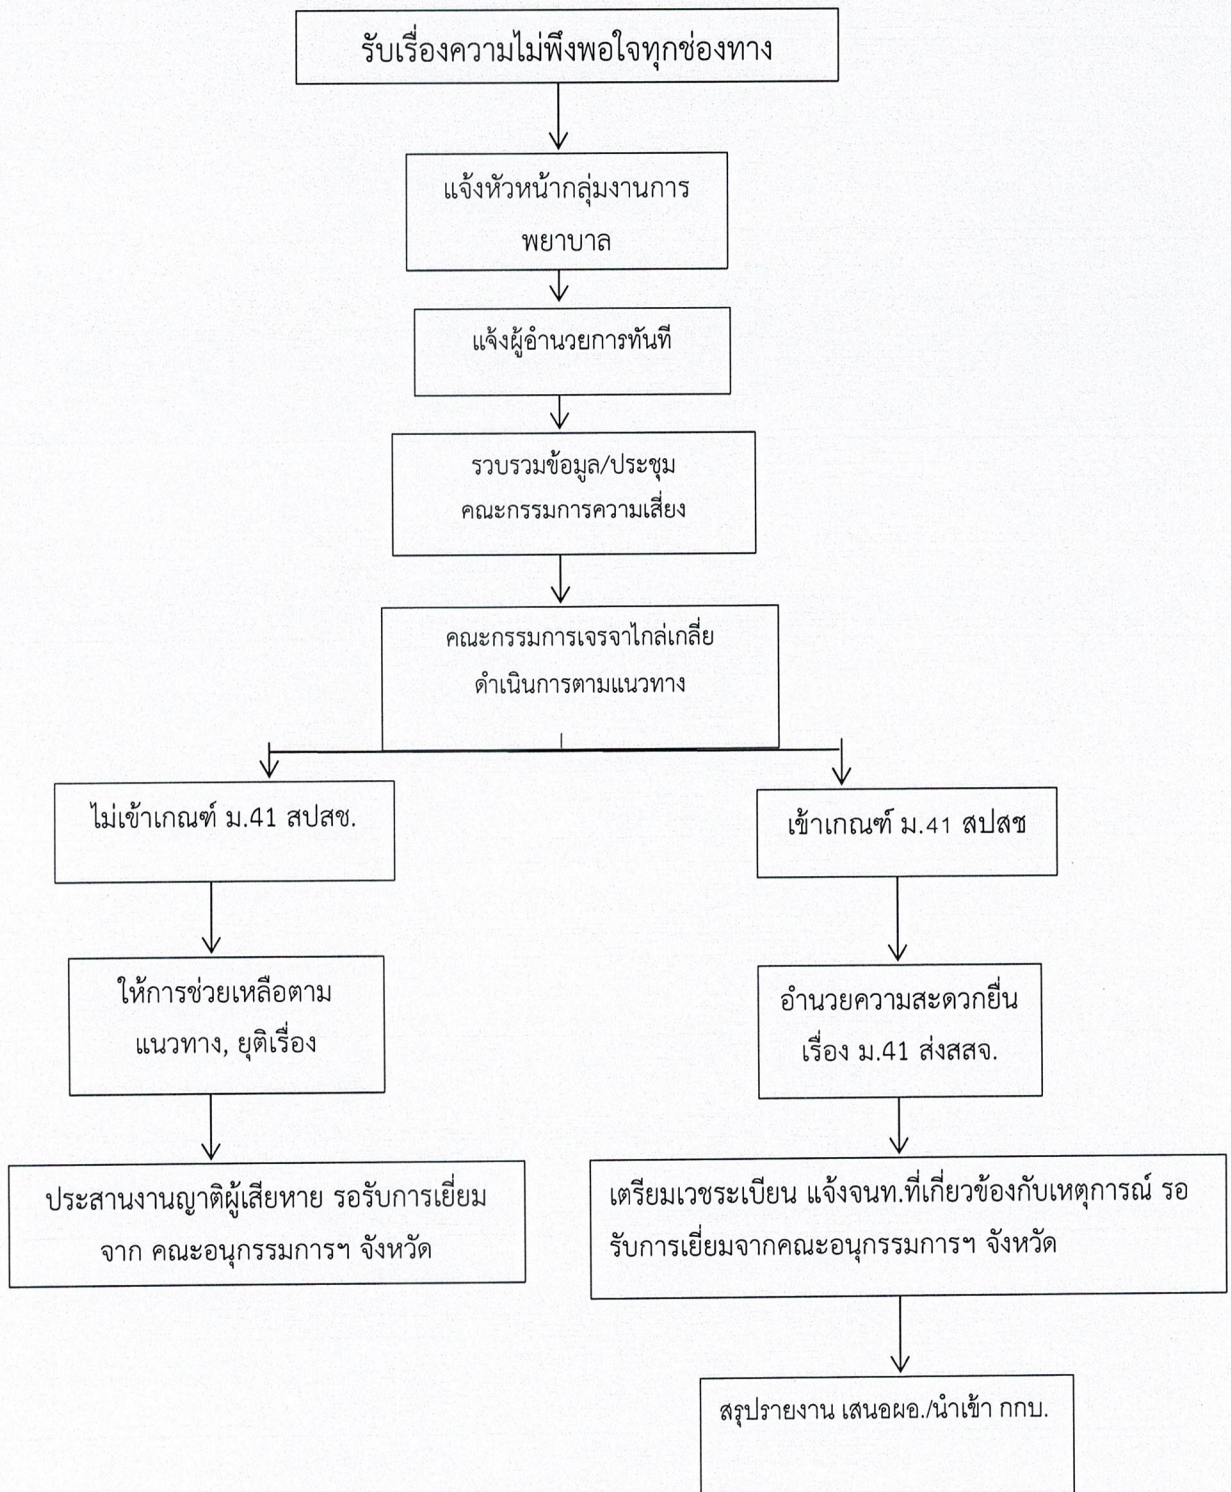 รับเรื่องความไม่พึงพอใจทุกช่องทาง
แจ้งหัวหน้ากลุ่มงานการ
พยาบาล
แจ้งผู้อำนวยการทันที
รวบรวมข้อมูล/ประชุม
คณะกรรมการความเสี่ยง
คณะกรรมการเจรจาไกล่เกลี่ย
ดำเนินการตามแนวทาง
ไม่เข้าเกณฑ์ ม.41 สปสช.
ให้การช่วยเหลือตาม
แนวทาง, ยุติเรื่อง
ประสานงานญาติผู้เสียหาย รอรับการเยี่ยม
จาก คณะอนุกรรมการฯ จังหวัด
เข้าเกณฑ์ ม.41 สปสช
อำนวยความสะดวกยื่น
เรื่อง ม.41 ส่งสสจ.
เตรียมเวชระเบียน แจ้งจนท.ที่เกี่ยวข้องกับเหตุการณ์ รอ
รับการเยี่ยมจากคณะอนุกรรมการฯ จังหวัด
สรุปรายงาน เสนอผอ./นำเข้า กกบ.